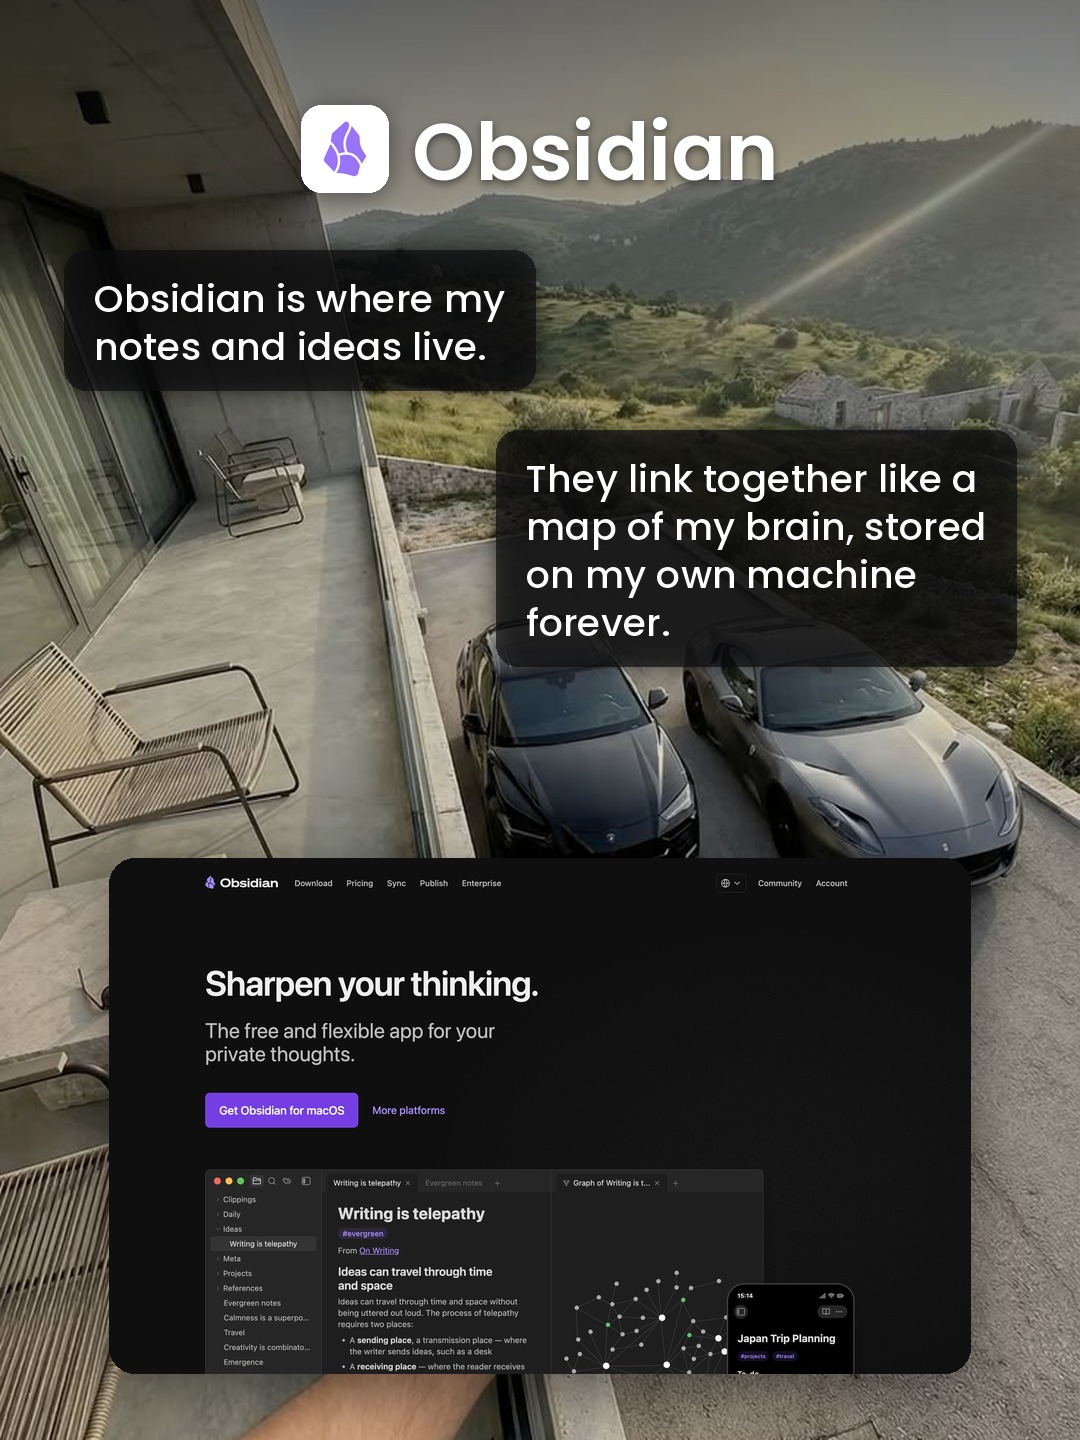 Obsidian
Obsidian is where my
notes and ideas live.
They link together like a
map of my brain, stored
on my own machine
forever.
Obsidian Download Pricing Sync Publish Enterprise Community Account
Sharpen your thinking.
The free and flexible app for your
private thoughts.
Get Obsidian for macOS More platforms
Writing is telepathy Evergreen notes Graph of Writing is t...
Clippings
Daily
Ideas
Writing is telepathy
Meta
Projects
References
Evergreen notes
Calmness is a superpo...
Travel
Creativity is combinato...
Emergence
Writing is telepathy
#evergreen
From On Writing
Ideas can travel through time
and space
Ideas can travel through time and space without
being uttered out loud. The process of telepathy
requires two places:
• A sending place, a transmission place — where
the writer sends ideas, such as a desk
• A receiving place — where the reader receives
15:14
Japan Trip Planning
#projects #travel